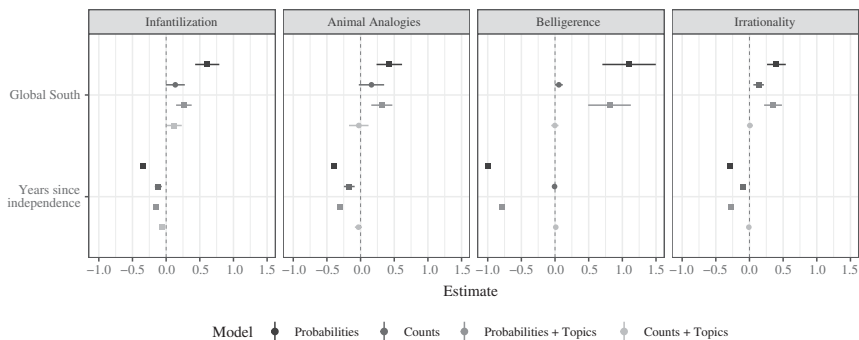 Infantilization Animal Analogies Belligerence Irrationality
Global South
Years since
independence
−1.0 −0.5 0.0 0.5 1.0 1.5 −1.0 −0.5 0.0 0.5 1.0 1.5 −1.0 −0.5 0.0 0.5 1.0 1.5 −1.0 −0.5 0.0 0.5 1.0 1.5
Estimate
Model Probabilities Counts Probabilities + Topics Counts + Topics